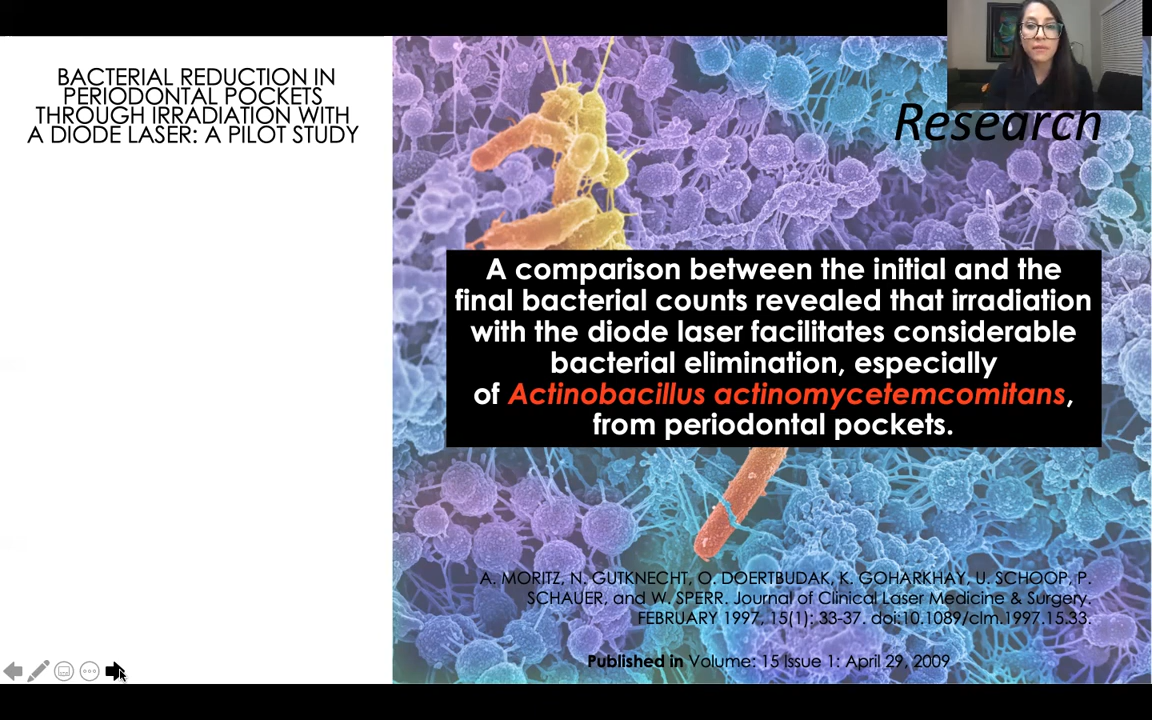 BACTERIAL REDUCTION IN
PERIODONTAL POCKETS
THROUGH IRRADIATION WITH
A DIODE LASER: A PILOT STUDY
Research
A comparison between the initial and the
final bacterial counts revealed that irradiation
with the diode laser facilitates considerable
bacterial elimination, especially
of Actinobacillus actinomycetemcomitans,
from periodontal pockets.
A. MORITZ, N. GUTKNECHT, O. DOERTBUDAK, K. GOHARKHAY, U. SCHOOP, P.
SCHAUER, and W. SPERR. Journal of Clinical Laser Medicine & Surgery.
FEBRUARY 1997, 15(1): 33-37. doi:10.1089/clm.1997.15.33.
Published in Volume: 15 Issue 1: April 29, 2009